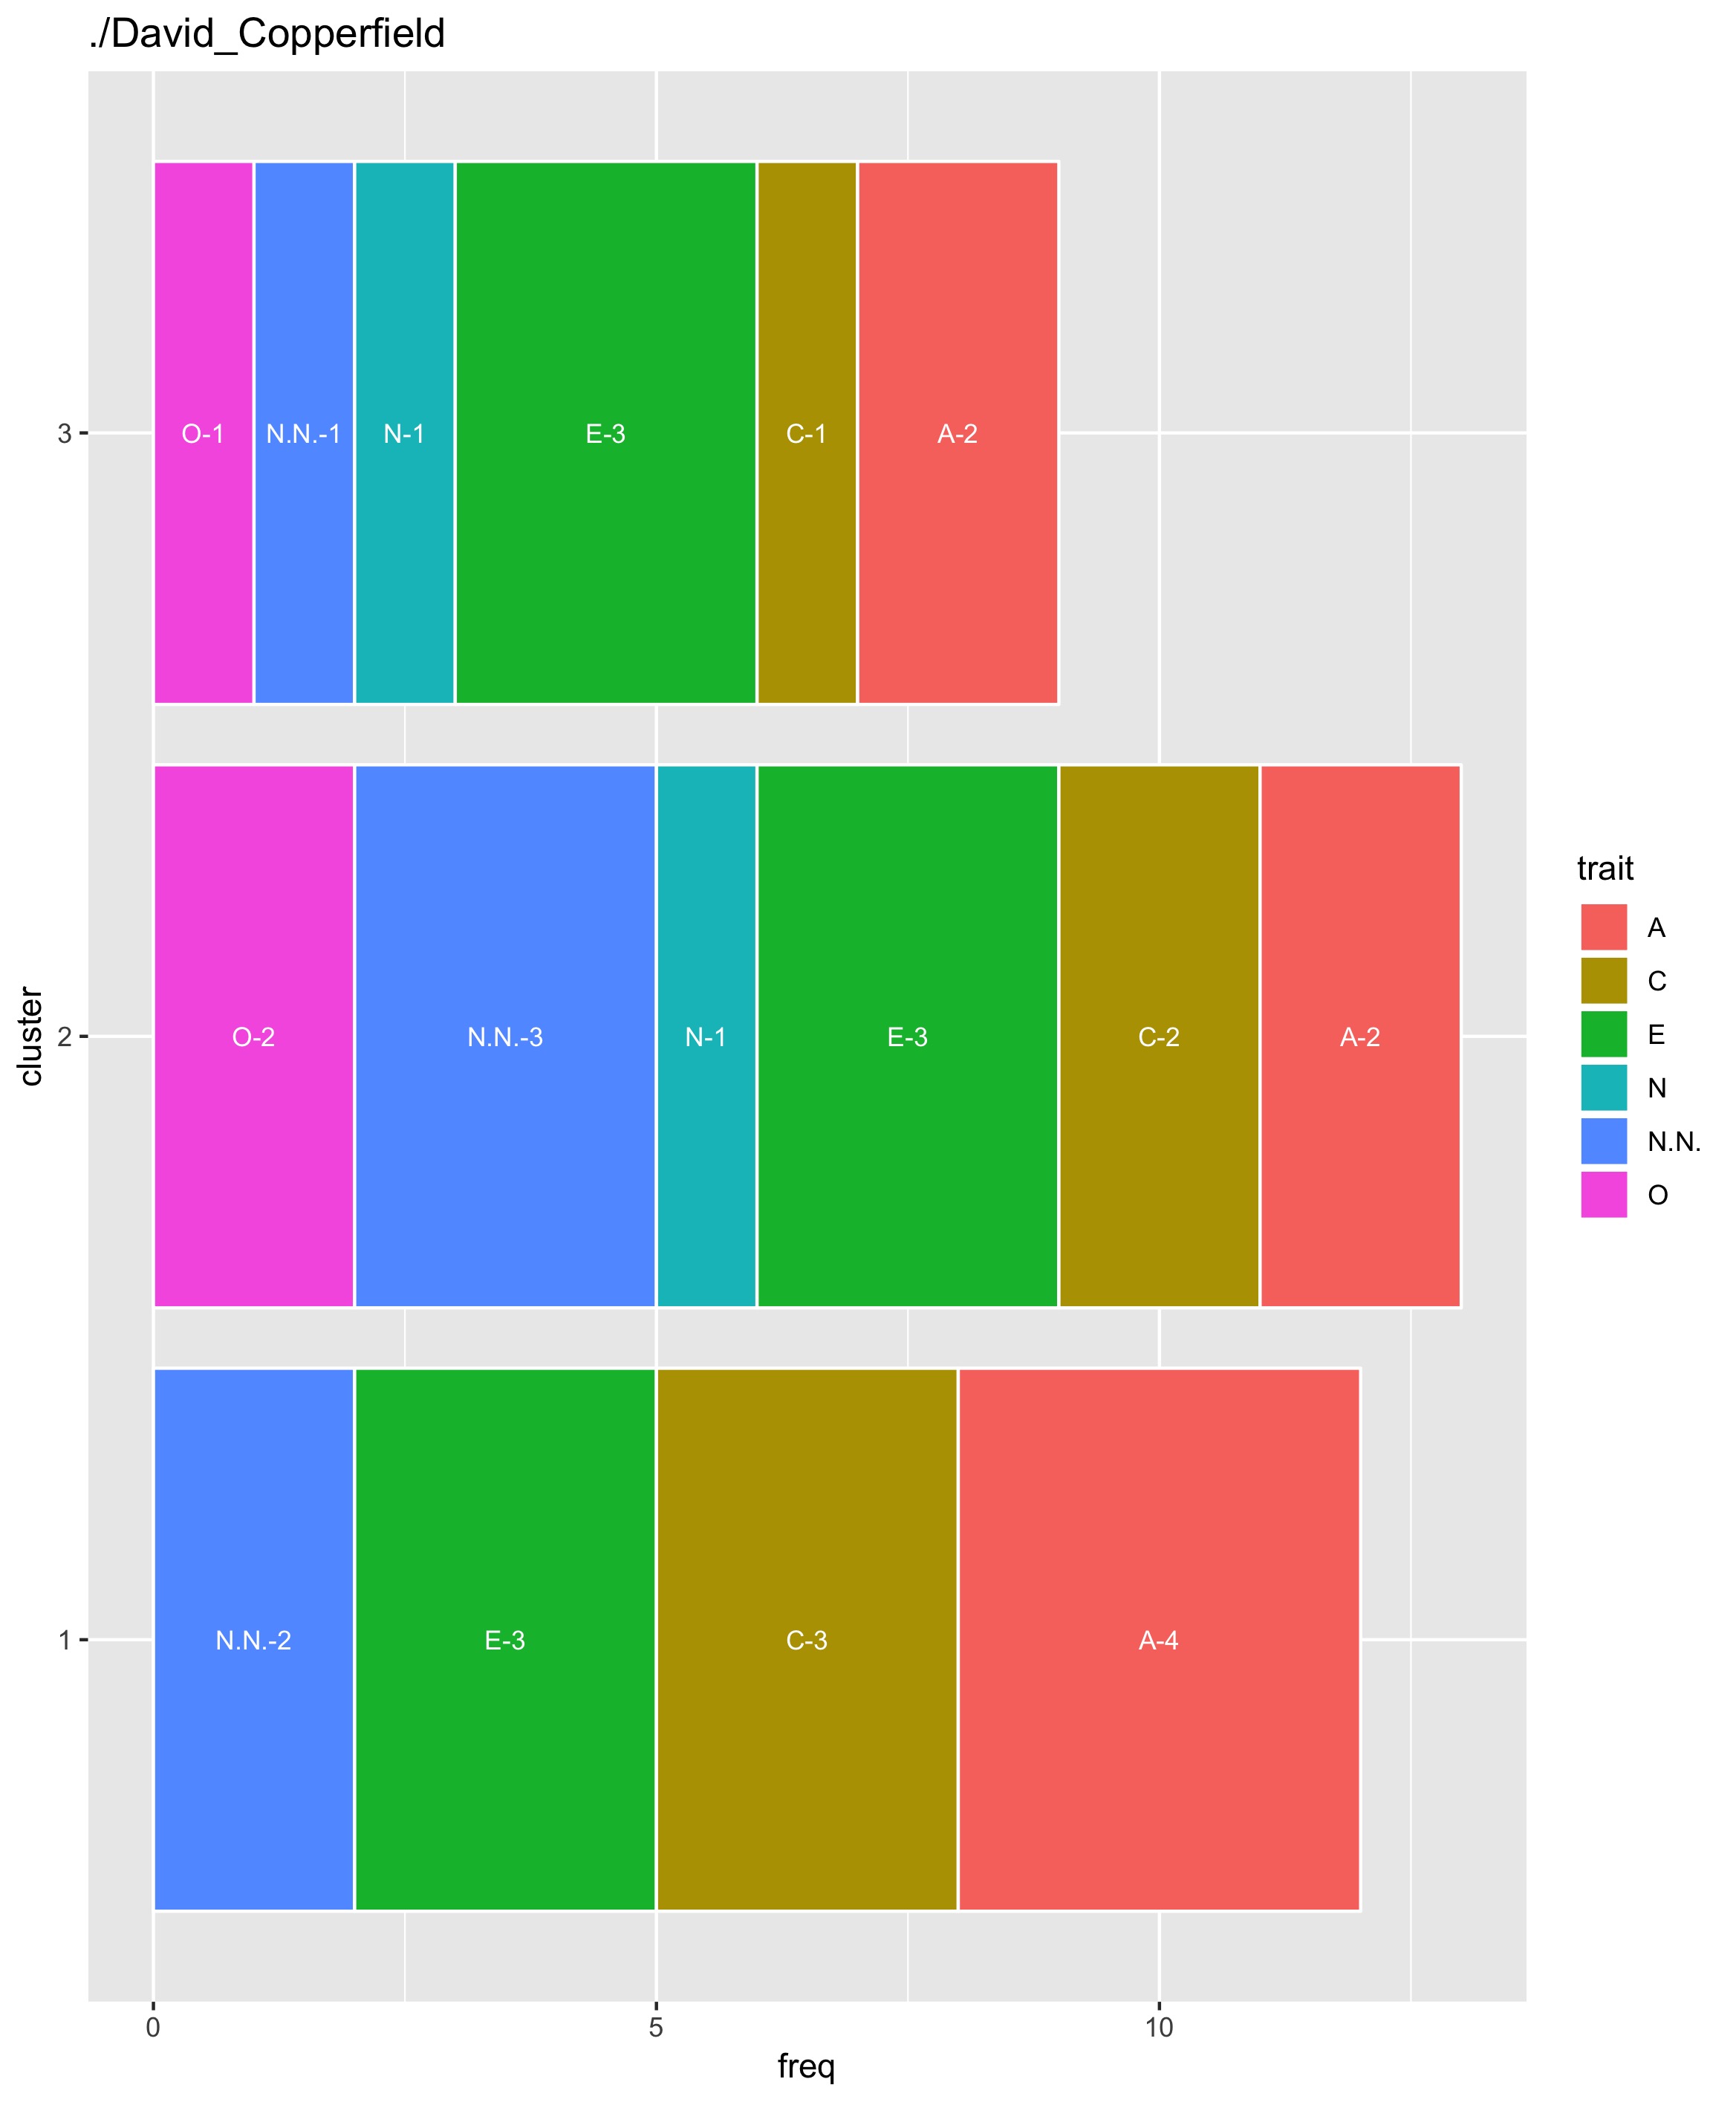 ./David_Copperfield
3
O-1 N.N.-1 N-1 E-3 C-1 A-2
cluster
2
O-2 N.N.-3 N-1 E-3 C-2 A-2
1
N.N.-2 E-3 C-3 A-4
0 5 10
freq
trait
A
C
E
N
N.N.
O